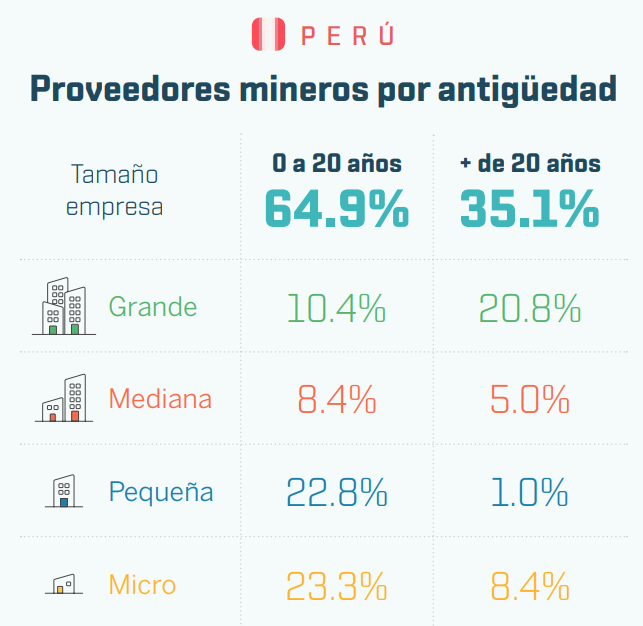 PERÚ
Proveedores mineros por antigüedad
Tamaño empresa
0 a 20 años
64.9%
+ de 20 años
35.1%
Grande 10.4% 20.8%
Mediana 8.4% 5.0%
Pequeña 22.8% 1.0%
Micro 23.3% 8.4%